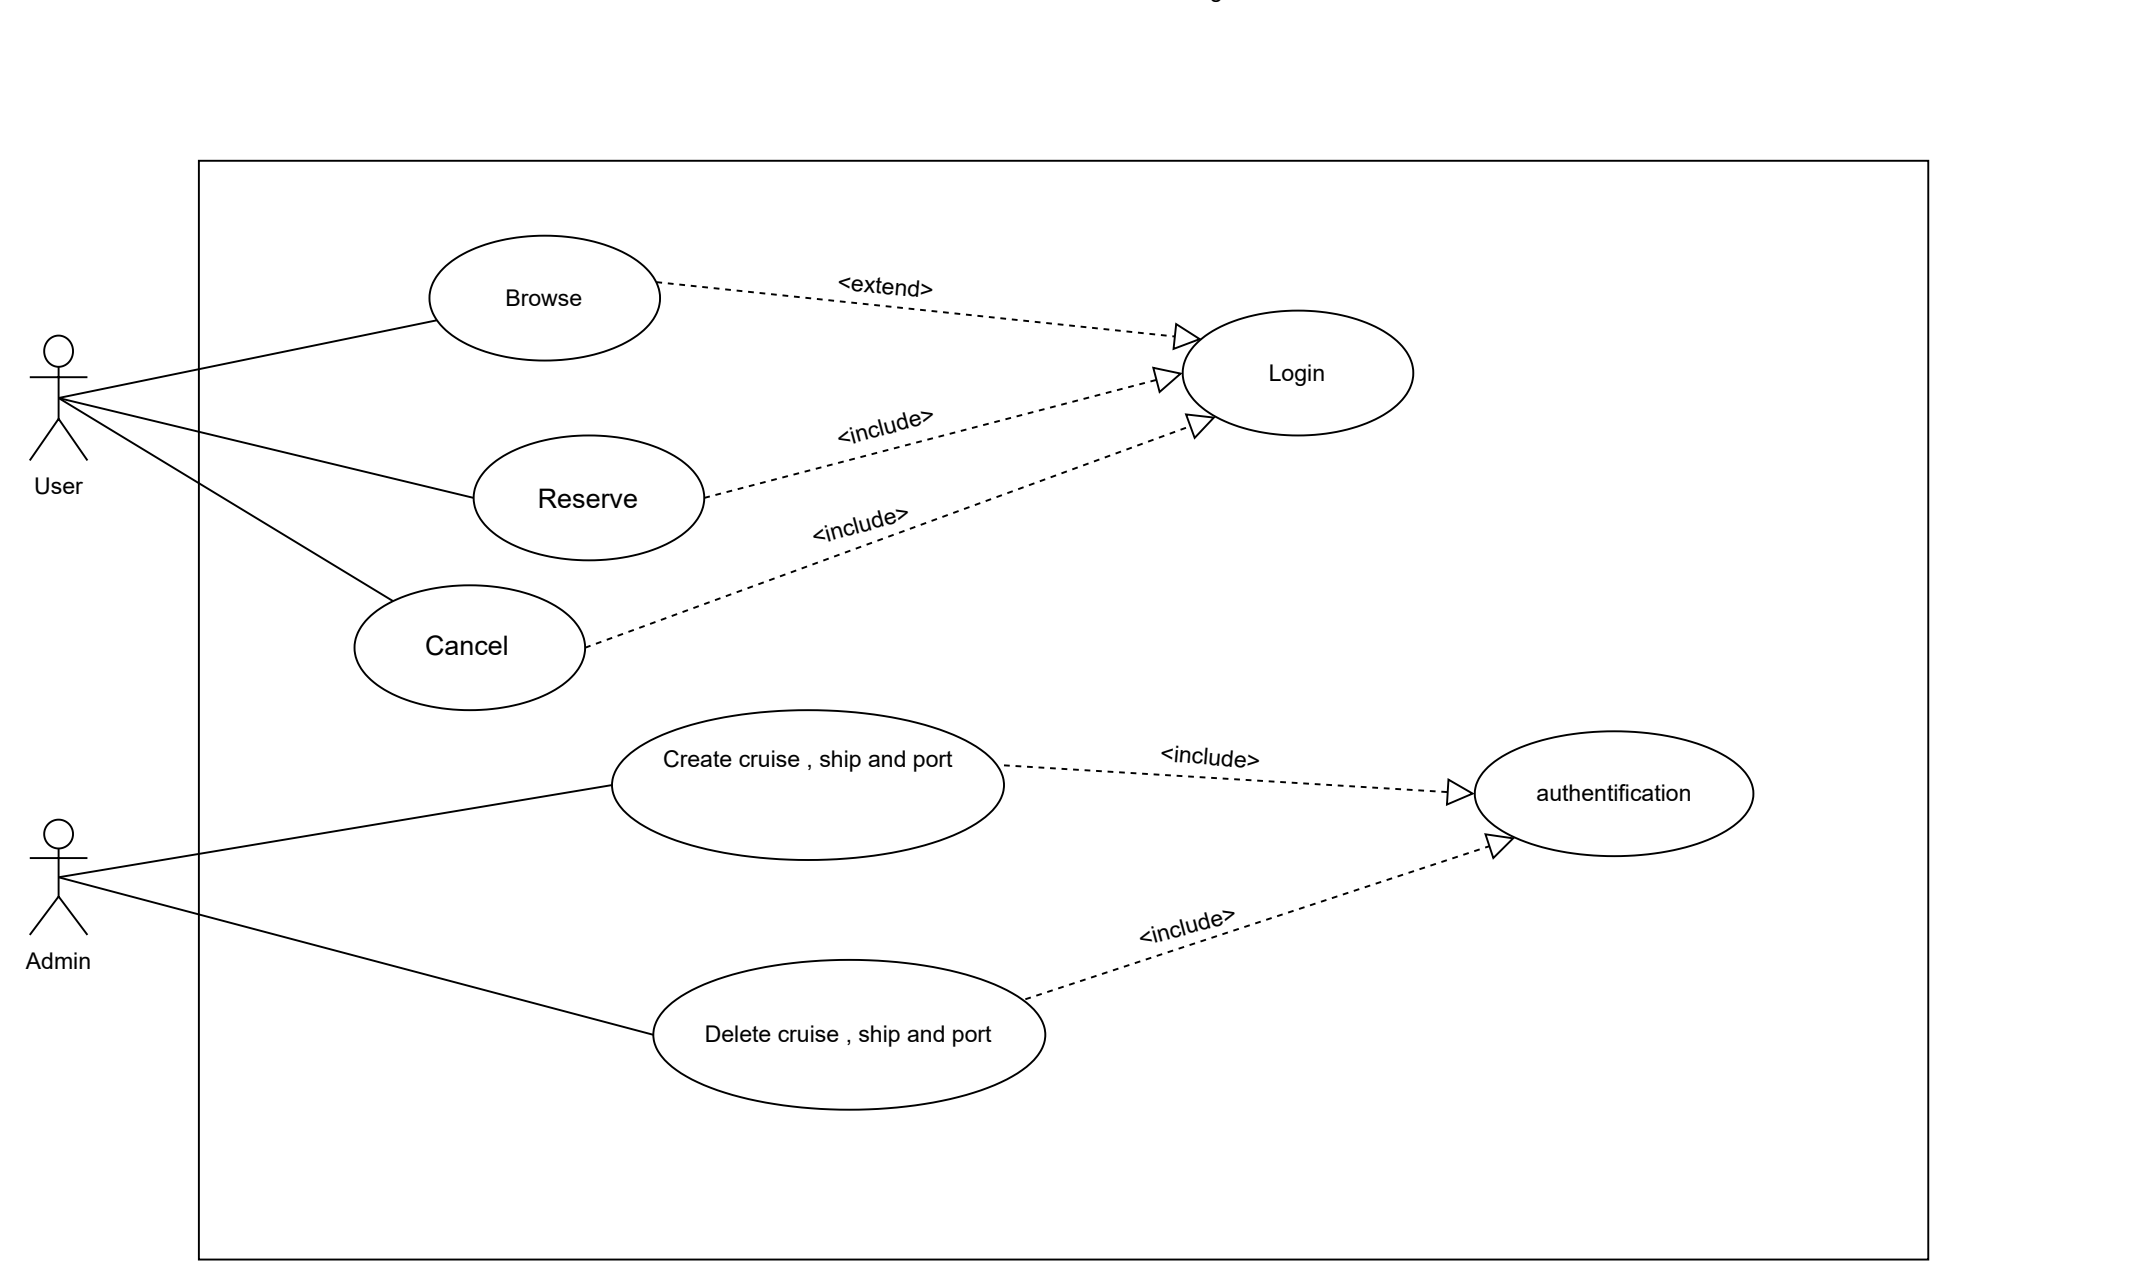 Browse
<extend>
Login
<include>
User
Reserve
<include>
Cancel
Create cruise , ship and port
<include>
authentification
Admin
<include>
Delete cruise , ship and port